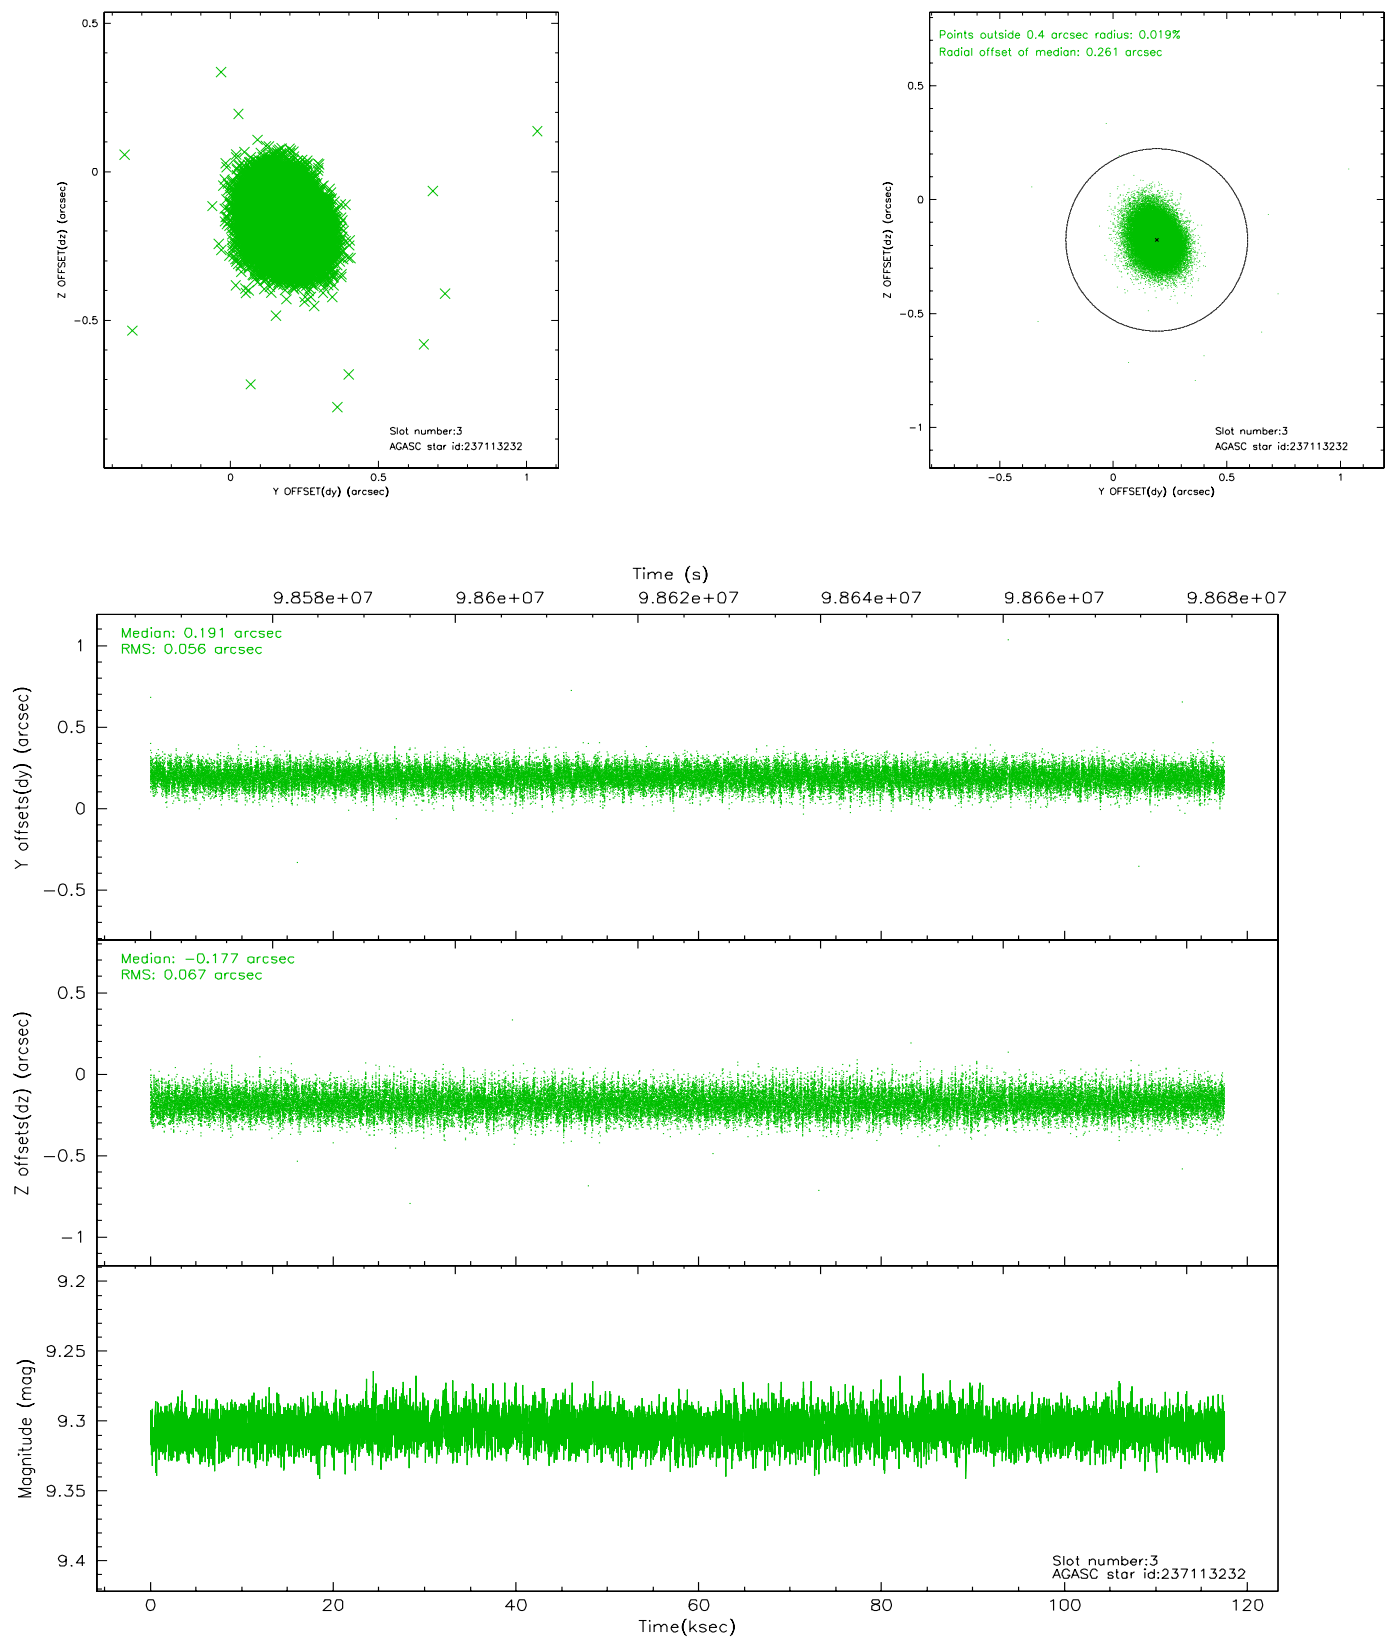 0.5
0
−0.5
Z OFFSET(dz) (arcsec)
0
0.5
1
Y OFFSET(dy) (arcsec)
Slot number:3
AGASC star id:237113232
Points outside 0.4 arcsec radius: 0.019%
Radial offset of median: 0.261 arcsec
0.5
0
−0.5
−1
Z OFFSET(dz) (arcsec)
−0.5
0
0.5
1
Y OFFSET(dy) (arcsec)
Slot number:3
AGASC star id:237113232
Time (s)
9.858e+07 9.86e+07 9.862e+07 9.864e+07 9.866e+07 9.868e+07
Median: 0.191 arcsec
RMS: 0.056 arcsec
1
0.5
0
−0.5
Y offsets(dy) (arcsec)
Median: −0.177 arcsec
RMS: 0.067 arcsec
0.5
0
−0.5
−1
Z offsets(dz) (arcsec)
9.2
9.25
9.3
9.35
9.4
Magnitude (mag)
Slot number:3
AGASC star id:237113232
0 20 40 60 80 100 120
Time(ksec)